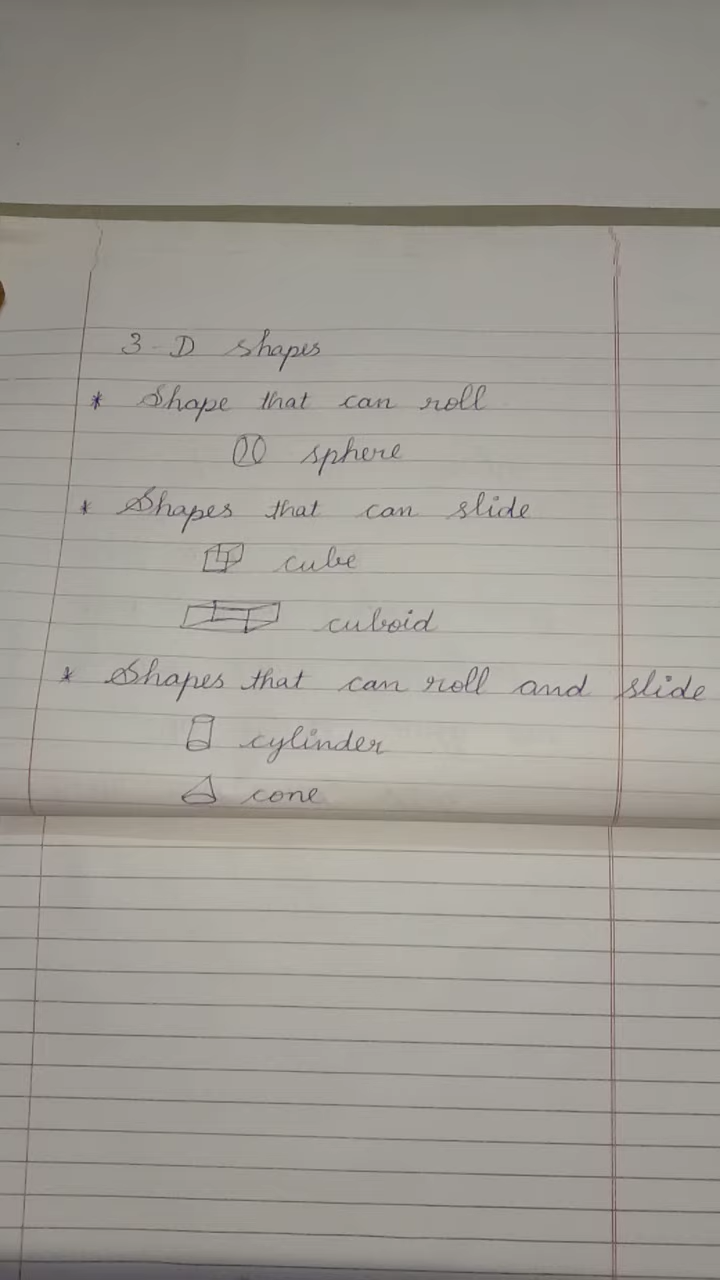 3-D shapes
* Shape that can roll
sphere
* Shapes that can slide
cube
cuboid
* Shapes that can roll and slide
cylinder
cone